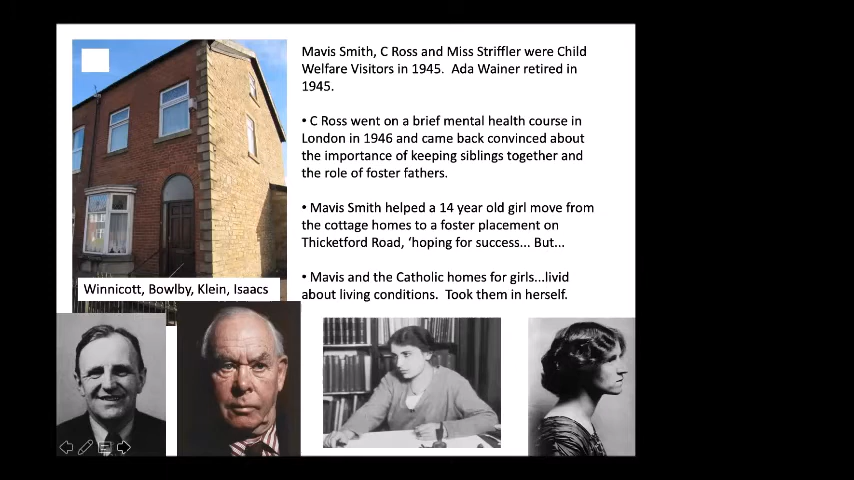 Mavis Smith, C Ross and Miss Striffler were Child
Welfare Visitors in 1945.  Ada Wainer retired in
1945.
• C Ross went on a brief mental health course in
London in 1946 and came back convinced about
the importance of keeping siblings together and
the role of foster fathers.
• Mavis Smith helped a 14 year old girl move from
the cottage homes to a foster placement on
Thicketford Road, ‘hoping for success... But...
• Mavis and the Catholic homes for girls...livid
about living conditions.  Took them in herself.
Winnicott, Bowlby, Klein, Isaacs